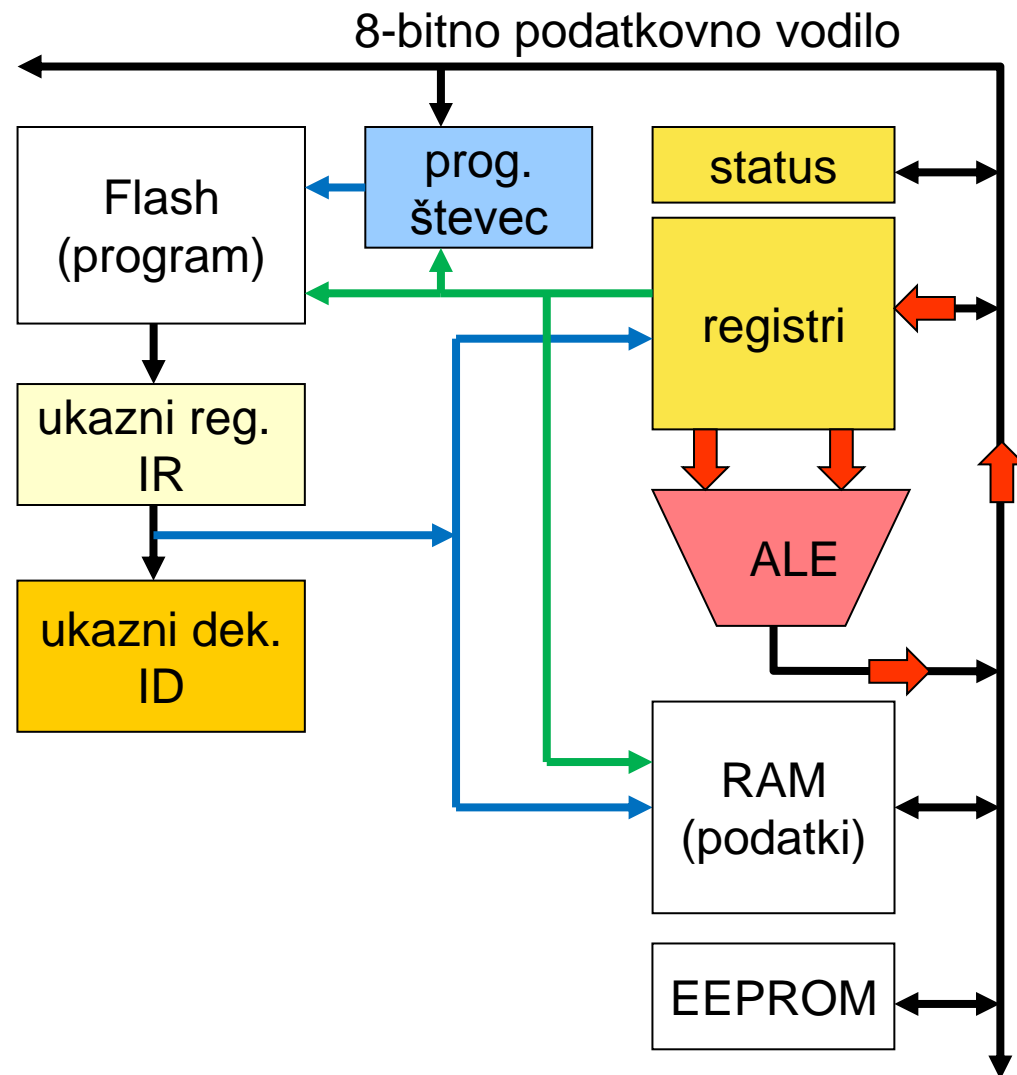 8-bitno podatkovno vodilo
Flash
(program)
prog.
števec
status
registri
ukazni reg.
IR
ALE
ukazni dek.
ID
RAM
(podatki)
EEPROM